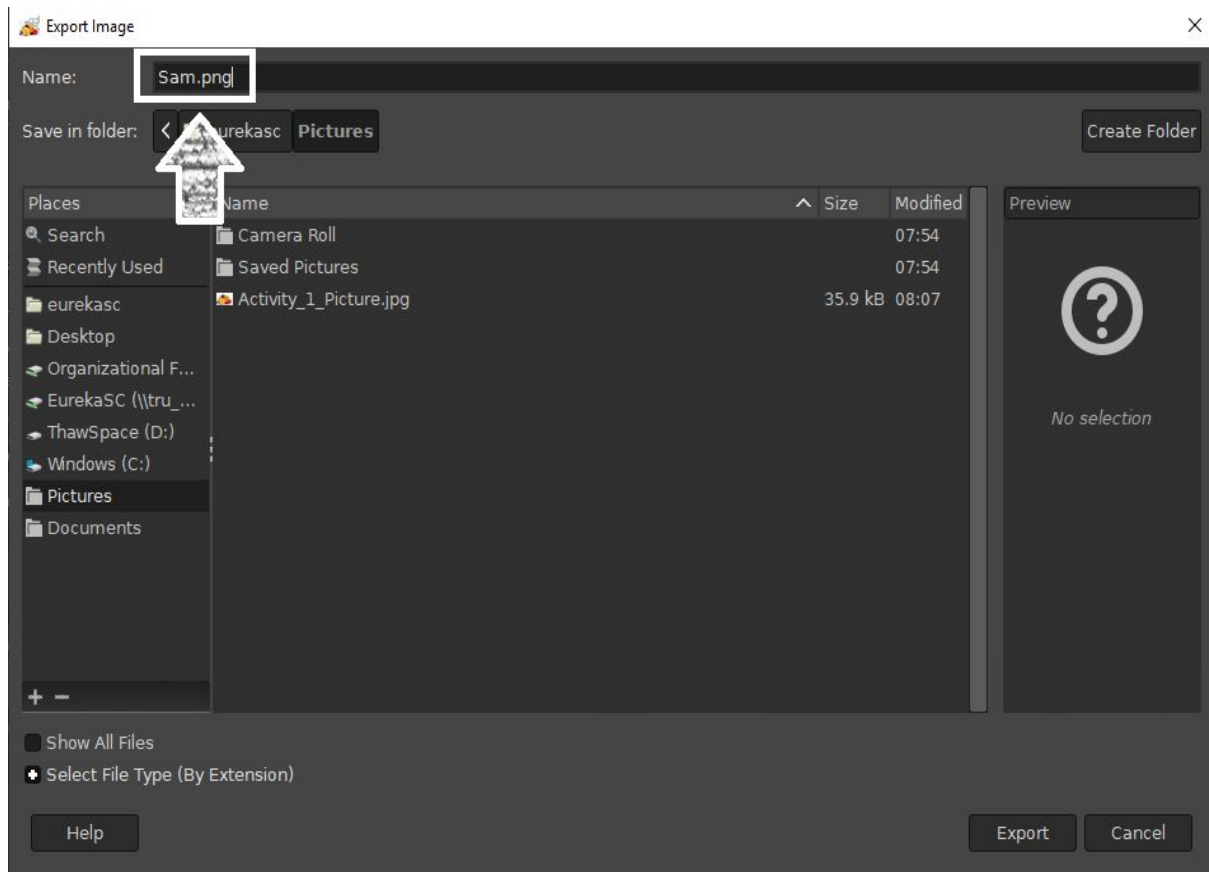 Export Image
Name: Sam.png
Save in folder: eurekasc Pictures Create Folder
Places Name Size Modified Preview
Search Camera Roll 07:54
Recently Used Saved Pictures 07:54
eurekasc Activity_1_Picture.jpg 35.9 kB 08:07
Desktop
Organizational F...
EurekaSC (\\tru_...
No selection
ThawSpace (D:)
Windows (C:)
Pictures
Documents
Show All Files
Select File Type (By Extension)
Help Export Cancel